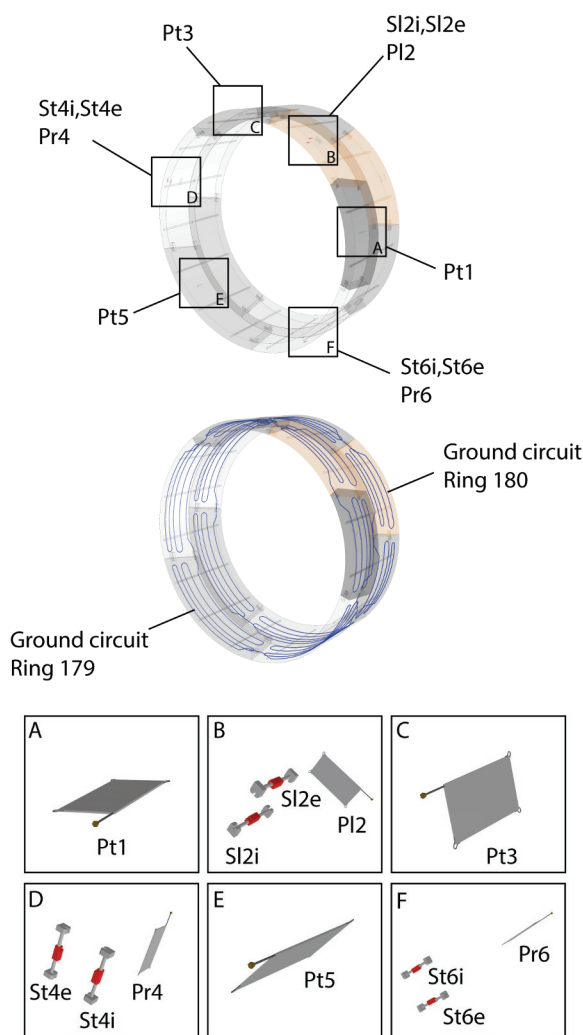 Pt3
Sl2i,Sl2e
Pl2
St4i,St4e
Pr4
C
B
D
A
Pt1
E
Pt5
F
St6i,St6e
Pr6
Ground circuit
Ring 180
Ground circuit
Ring 179
A
Pt1
B
Sl2e
Sl2i
Pl2
C
Pt3
D
St4e
St4i
Pr4
E
Pt5
F
St6i
St6e
Pr6